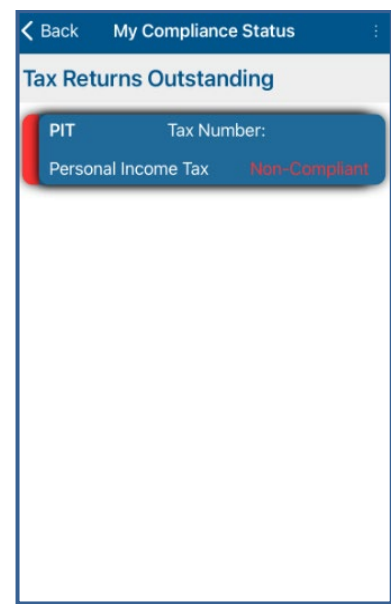 Back My Compliance Status
Tax Returns Outstanding
PIT Tax Number:
Personal Income Tax Non-Compliant